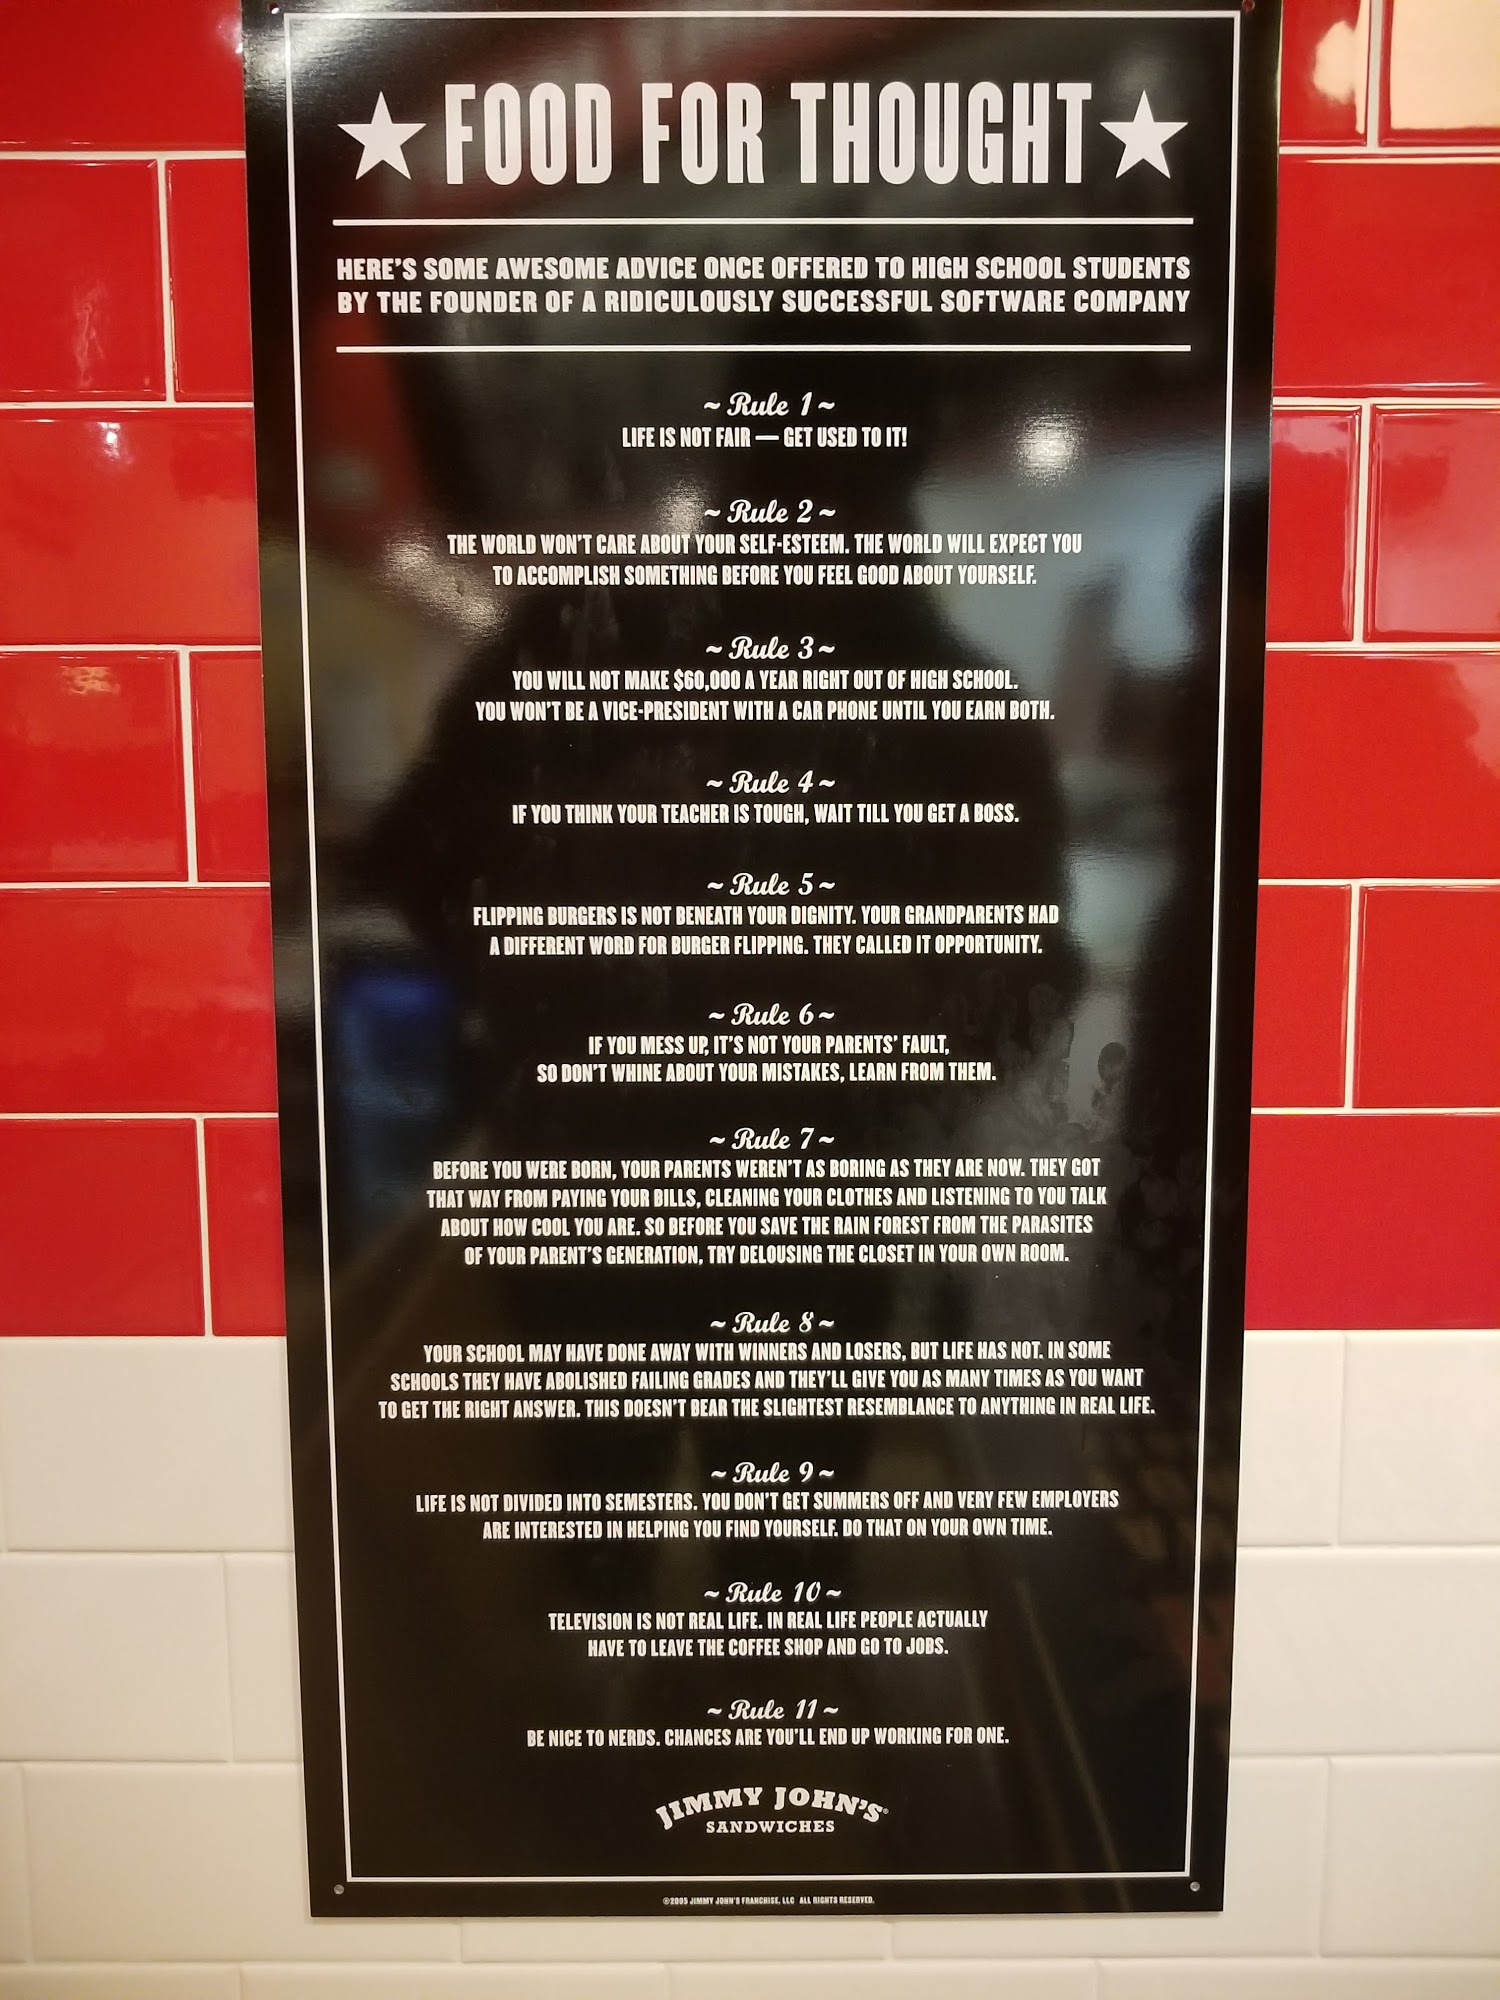 ★ FOOD FOR THOUGHT ★
HERE'S SOME AWESOME ADVICE ONCE OFFERED TO HIGH SCHOOL STUDENTS
BY THE FOUNDER OF A RIDICULOUSLY SUCCESSFUL SOFTWARE COMPANY
~ Rule 1 ~
LIFE IS NOT FAIR — GET USED TO IT!
~ Rule 2 ~
THE WORLD WON'T CARE ABOUT YOUR SELF-ESTEEM. THE WORLD WILL EXPECT YOU
TO ACCOMPLISH SOMETHING BEFORE YOU FEEL GOOD ABOUT YOURSELF.
~ Rule 3 ~
YOU WILL NOT MAKE $60,000 A YEAR RIGHT OUT OF HIGH SCHOOL.
YOU WON'T BE A VICE-PRESIDENT WITH A CAR PHONE UNTIL YOU EARN BOTH.
~ Rule 4 ~
IF YOU THINK YOUR TEACHER IS TOUGH, WAIT TILL YOU GET A BOSS.
~ Rule 5 ~
FLIPPING BURGERS IS NOT BENEATH YOUR DIGNITY. YOUR GRANDPARENTS HAD
A DIFFERENT WORD FOR BURGER FLIPPING. THEY CALLED IT OPPORTUNITY.
~ Rule 6 ~
IF YOU MESS UP, IT'S NOT YOUR PARENTS' FAULT,
SO DON'T WHINE ABOUT YOUR MISTAKES, LEARN FROM THEM.
~ Rule 7 ~
BEFORE YOU WERE BORN, YOUR PARENTS WEREN'T AS BORING AS THEY ARE NOW. THEY GOT
THAT WAY FROM PAYING YOUR BILLS, CLEANING YOUR CLOTHES AND LISTENING TO YOU TALK
ABOUT HOW COOL YOU ARE. SO BEFORE YOU SAVE THE RAIN FOREST FROM THE PARASITES
OF YOUR PARENT'S GENERATION, TRY DELOUSING THE CLOSET IN YOUR OWN ROOM.
~ Rule 8 ~
YOUR SCHOOL MAY HAVE DONE AWAY WITH WINNERS AND LOSERS, BUT LIFE HAS NOT. IN SOME
SCHOOLS THEY HAVE ABOLISHED FAILING GRADES AND THEY'LL GIVE YOU AS MANY TIMES AS YOU WANT
TO GET THE RIGHT ANSWER. THIS DOESN'T BEAR THE SLIGHTEST RESEMBLANCE TO ANYTHING IN REAL LIFE.
~ Rule 9 ~
LIFE IS NOT DIVIDED INTO SEMESTERS. YOU DON'T GET SUMMERS OFF AND VERY FEW EMPLOYERS
ARE INTERESTED IN HELPING YOU FIND YOURSELF. DO THAT ON YOUR OWN TIME.
~ Rule 10 ~
TELEVISION IS NOT REAL LIFE. IN REAL LIFE PEOPLE ACTUALLY
HAVE TO LEAVE THE COFFEE SHOP AND GO TO JOBS.
~ Rule 11 ~
BE NICE TO NERDS. CHANCES ARE YOU'LL END UP WORKING FOR ONE.
JIMMY JOHN'S®
SANDWICHES
©2005 JIMMY JOHN'S FRANCHISE, LLC ALL RIGHTS RESERVED.